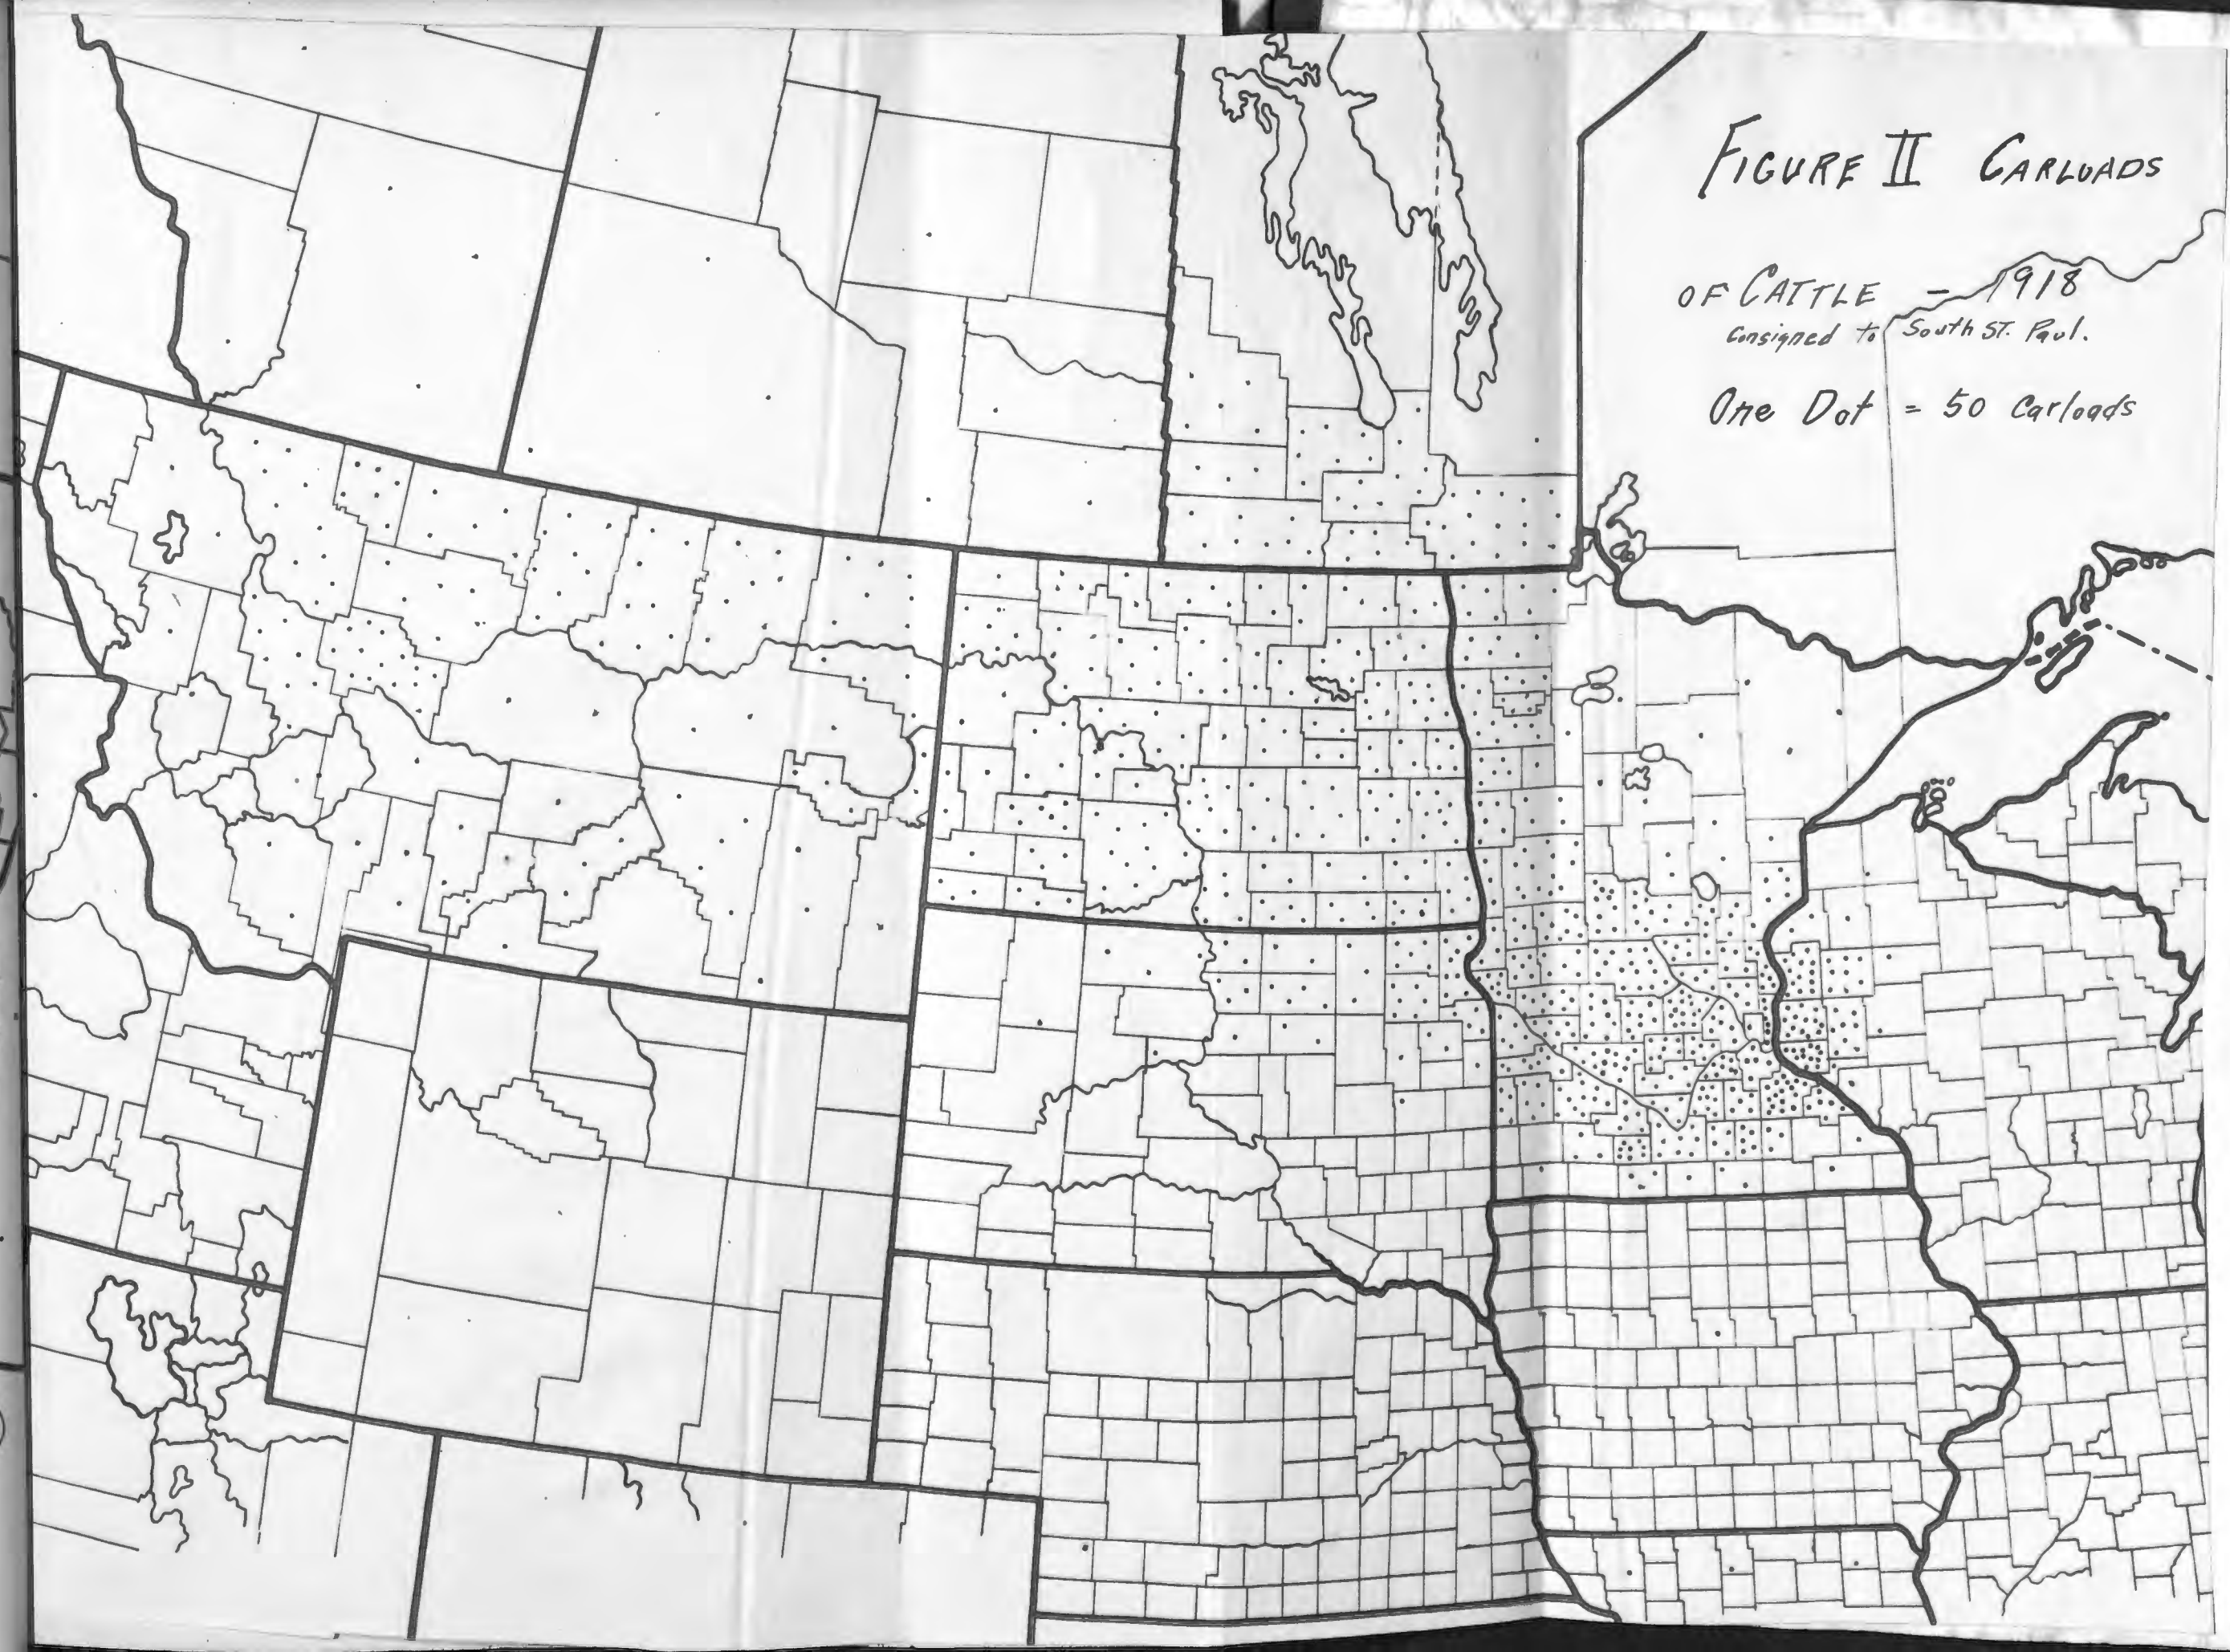 FIGURE II CARLOADS
OF CATTLE - 1918
Consigned to South ST. Paul.
One Dot = 50 Carloads